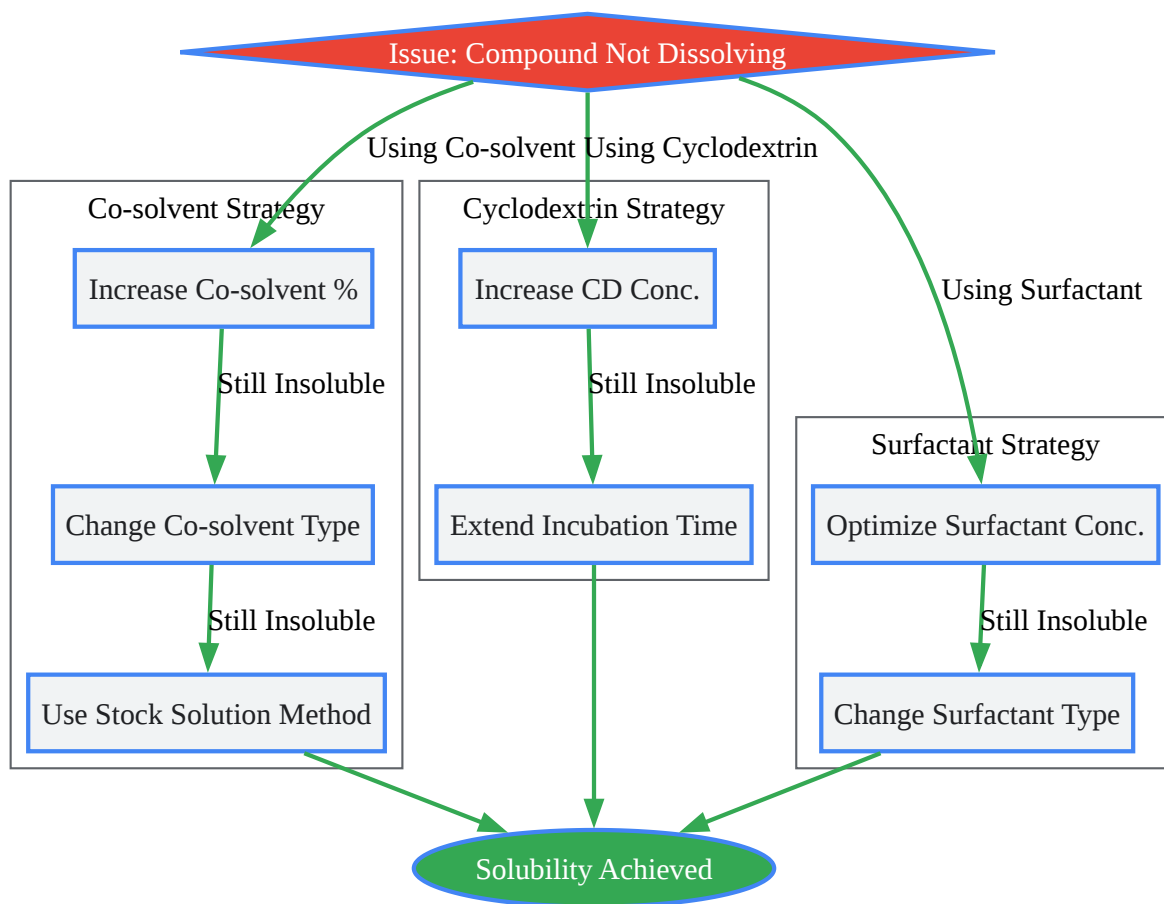 Issue: Compound Not Dissolving
Using Co-solvent
Using Cyclodextrin
Using Surfactant
Co-solvent Strategy
Increase Co-solvent %
Still Insoluble
Change Co-solvent Type
Still Insoluble
Use Stock Solution Method
Cyclodextrin Strategy
Increase CD Conc.
Still Insoluble
Extend Incubation Time
Surfactant Strategy
Optimize Surfactant Conc.
Still Insoluble
Change Surfactant Type
Solubility Achieved